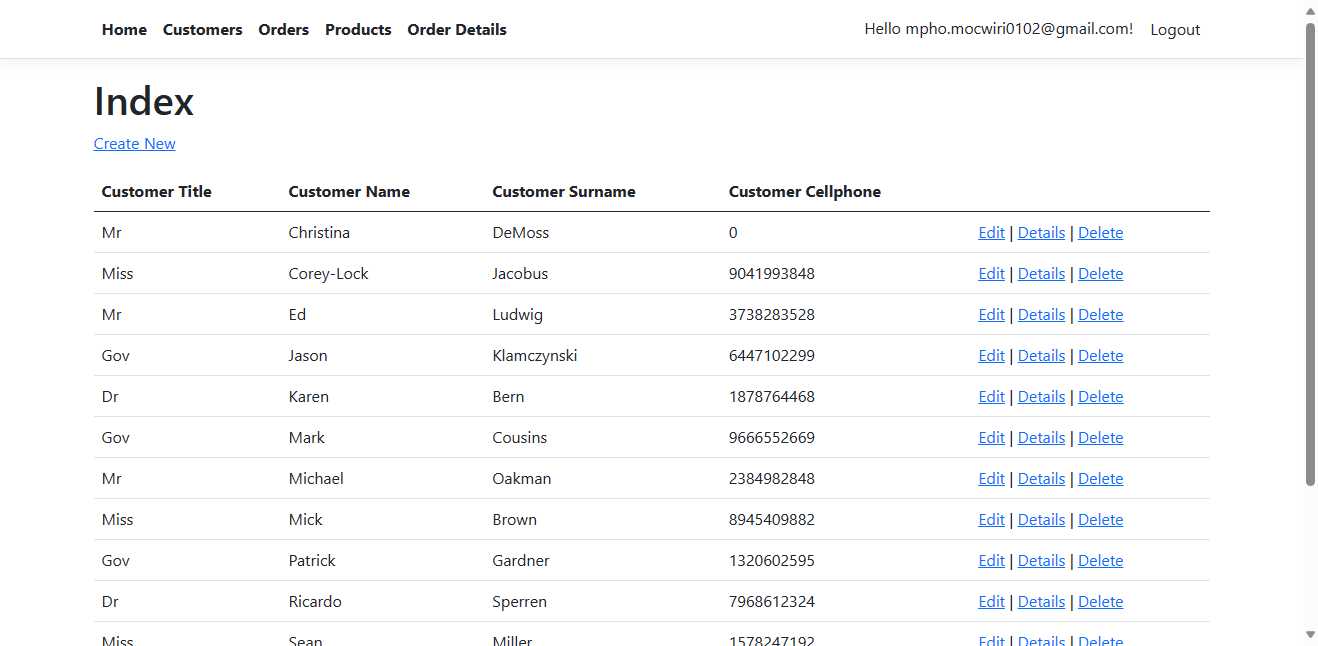 Home Customers Orders Products Order Details Hello mpho.mocwiri0102@gmail.com! Logout
Index
Create New
Customer Title Customer Name Customer Surname Customer Cellphone
Mr Christina DeMoss 0 Edit | Details | Delete
Miss Corey-Lock Jacobus 9041993848 Edit | Details | Delete
Mr Ed Ludwig 3738283528 Edit | Details | Delete
Gov Jason Klamczynski 6447102299 Edit | Details | Delete
Dr Karen Bern 1878764468 Edit | Details | Delete
Gov Mark Cousins 9666552669 Edit | Details | Delete
Mr Michael Oakman 2384982848 Edit | Details | Delete
Miss Mick Brown 8945409882 Edit | Details | Delete
Gov Patrick Gardner 1320602595 Edit | Details | Delete
Dr Ricardo Sperren 7968612324 Edit | Details | Delete
Miss Sean Miller 1578247192 Edit | Details | Delete